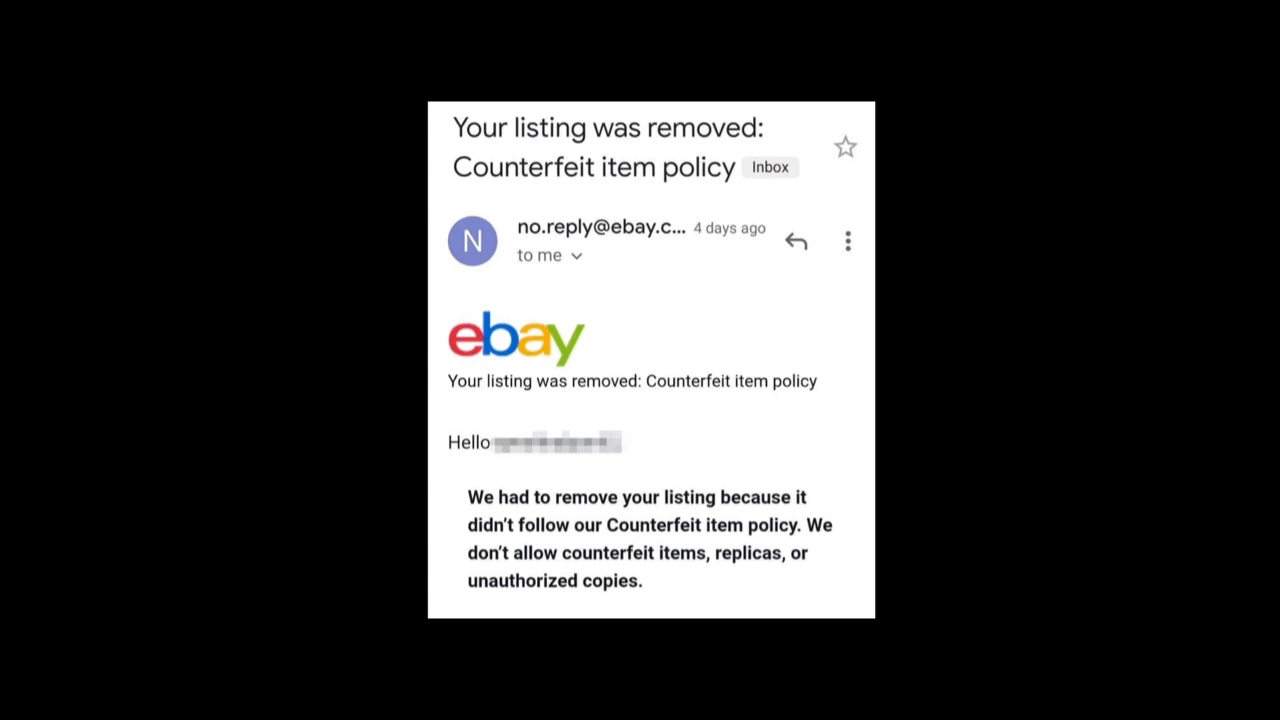 Your listing was removed:
Counterfeit item policy Inbox
N no.reply@ebay.c... 4 days ago
to me
ebay
Your listing was removed: Counterfeit item policy
Hello
We had to remove your listing because it
didn't follow our Counterfeit item policy. We
don't allow counterfeit items, replicas, or
unauthorized copies.